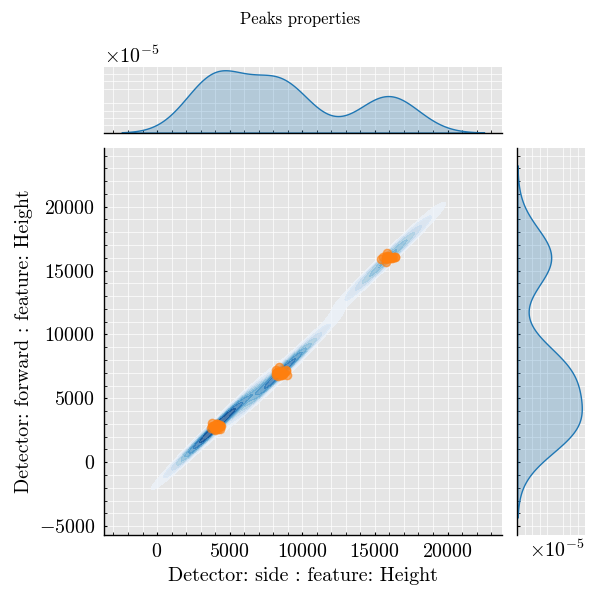 Peaks properties
×10⁻⁵
20000
15000
10000
5000
0
−5000
Detector: forward : feature: Height
0 5000 10000 15000 20000
×10⁻⁵
Detector: side : feature: Height